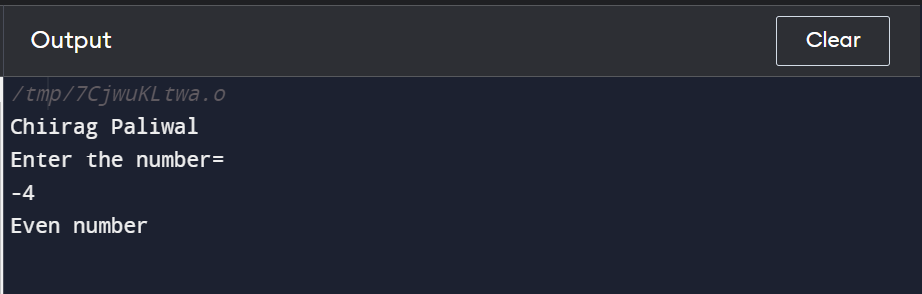 Output
Clear
/tmp/7CjwuKLtwa.o
Chiirag Paliwal
Enter the number=
-4
Even number